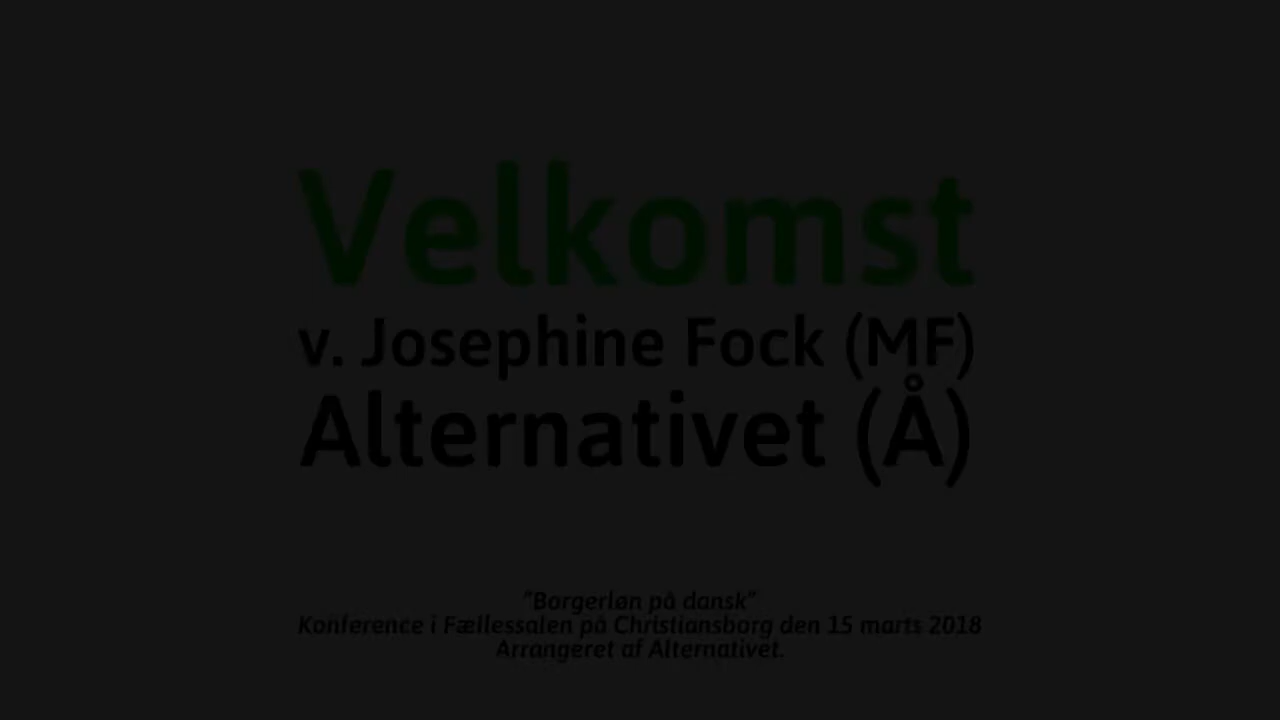 Velkomst
v. Josephine Fock (MF)
Alternativet (Å)
"Borgerløn på dansk"
Konference i Fællessalen på Christiansborg den 15 marts 2018
Arrangeret af Alternativet.